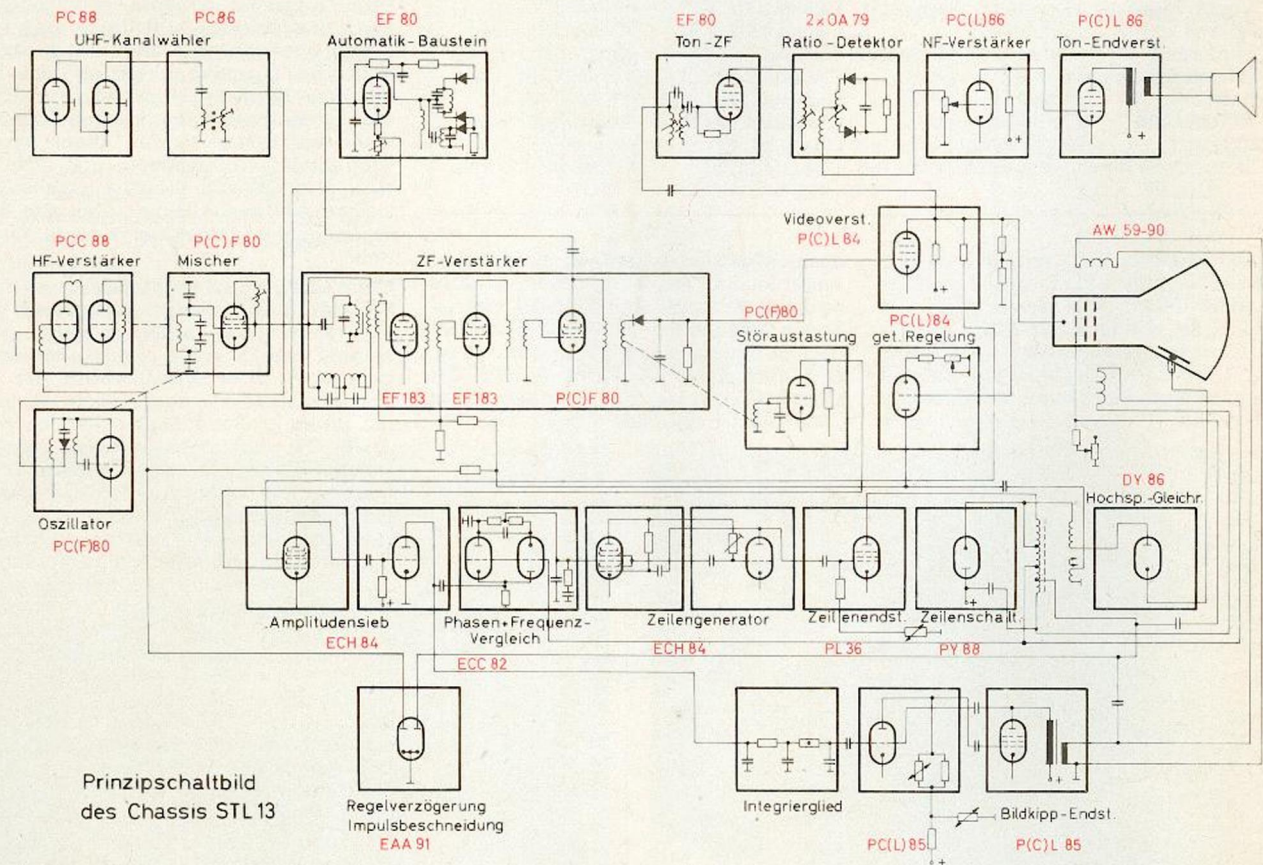 PC88
PC86
UHF-Kanalwähler
EF 80
Automatik-Baustein
EF 80
Ton-ZF
2xOA 79
Ratio-Detektor
PC(L)86
NF-Verstärker
P(C)L 86
Ton-Endverst.
PCC 88
HF-Verstärker
P(C)F 80
Mischer
ZF-Verstärker
EF183
EF183
P(C)F 80
Videoverst.
P(C)L 84
PC(F)80
Störaustastung
PC(L)84
get. Regelung
AW 59-90
Oszillator
PC(F)80
DY 86
Hochsp.-Gleichr.
Amplitudensieb
ECH 84
Phasen+Frequenz-
Vergleich
ECC 82
Zeilengenerator
ECH 84
Zeilenendst.
PL 36
Zeilenschalt.
PY 88
Prinzipschaltbild
des Chassis STL 13
Regelverzögerung
Impulsbeschneidung
EAA 91
Integrierglied
PC(L)85
Bildkipp-Endst.
P(C)L 85